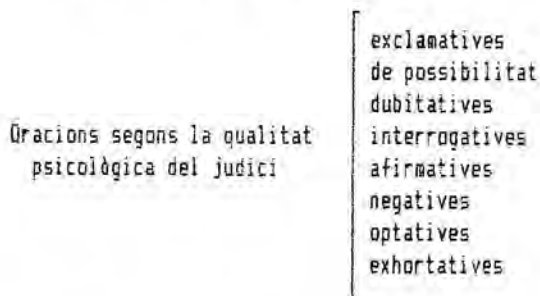 Oracions segons la qualitat
psicològica del judici
exclamatives
de possibilitat
dubitatives
interrogatives
afirmatives
negatives
optatives
exhortatives